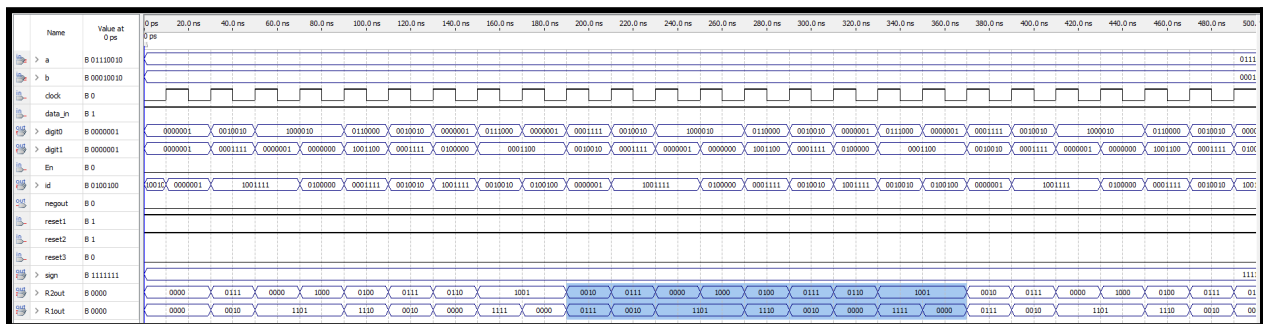 0 ps 20.0 ns 40.0 ns 60.0 ns 80.0 ns 100.0 ns 120.0 ns 140.0 ns 160.0 ns 180.0 ns 200.0 ns 220.0 ns 240.0 ns 260.0 ns 280.0 ns 300.0 ns 320.0 ns 340.0 ns 360.0 ns 380.0 ns 400.0 ns 420.0 ns 440.0 ns 460.0 ns 480.0 ns 500.
Name Value at 0 ps 0 ps
a B 01110010 0111
b B 00010010 0001
clock B 0
data_in B 1
digit0 B 0000001 0000001 0010010 1000010 0110000 0010010 0000001 0111000 0000001 0001111 0010010 1000010 0110000 0010010 0000001 0111000 0000001 0001111 0010010 1000010 0110000 0010010 0000
digit1 B 0000001 0000001 0001111 0000001 0000000 1001100 0001111 0100000 0001100 0010010 0001111 0000001 0000000 1001100 0001111 0100000 0001100 0010010 0001111 0000001 0000000 1001100 0001111 0100
En B 0
id B 0100100 0000001 1001111 0100000 0001111 0010010 1001111 0010010 0100100 0000001 1001111 0100000 0001111 0010010 1001111 0010010 0100100 0000001 1001111 0100000 0001111 0010010 100
negout B 0
reset1 B 1
reset2 B 1
reset3 B 0
sign B 1111111 111
R2out B 0000 0000 0111 0000 1000 0100 0111 0110 1001 0010 0111 0000 1000 0100 0111 0110 1001 0010 0111 0000 1000 0100 0111 01
R1out B 0000 0000 0010 1101 1110 0010 0000 1111 0000 0111 0010 1101 1110 0010 0000 1111 0000 0111 0010 1101 1110 0010 00